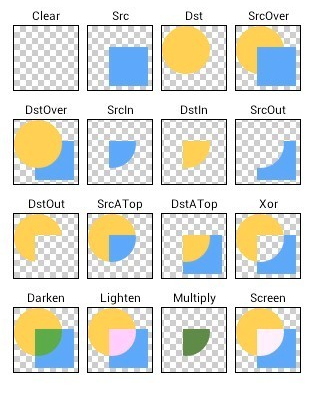 Clear Src Dst SrcOver
DstOver SrcIn DstIn SrcOut
DstOut SrcATop DstATop Xor
Darken Lighten Multiply Screen